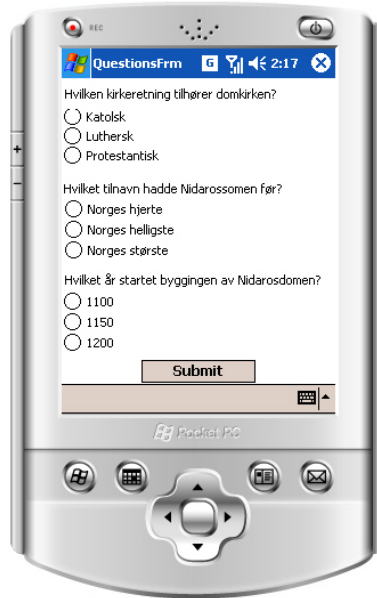 REC
QuestionsFrm G 2:17
Hvilken kirkeretning tilhører domkirken?
Katolsk
Luthersk
Protestantisk
Hvilket tilnavn hadde Nidarossomen før?
Norges hjerte
Norges helligste
Norges største
Hvilket år startet byggingen av Nidarosdomen?
1100
1150
1200
Submit
Pocket PC